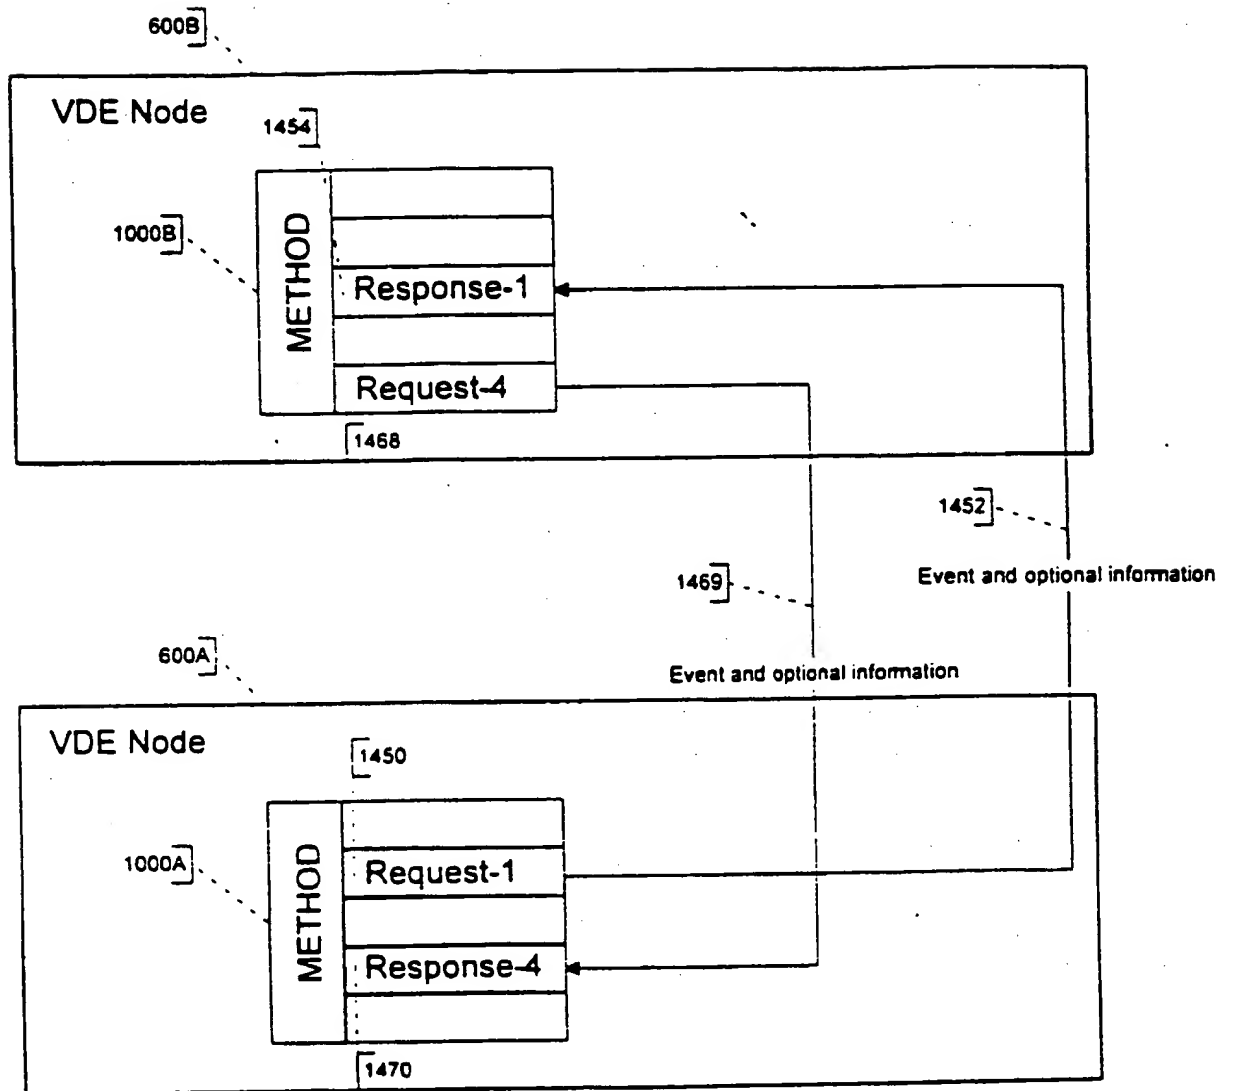 600B
VDE Node
1454
1000B
METHOD
Response-1
Request-4
1468
1452
Event and optional information
1469
Event and optional information
600A
VDE Node
1450
1000A
METHOD
Request-1
Response-4
1470